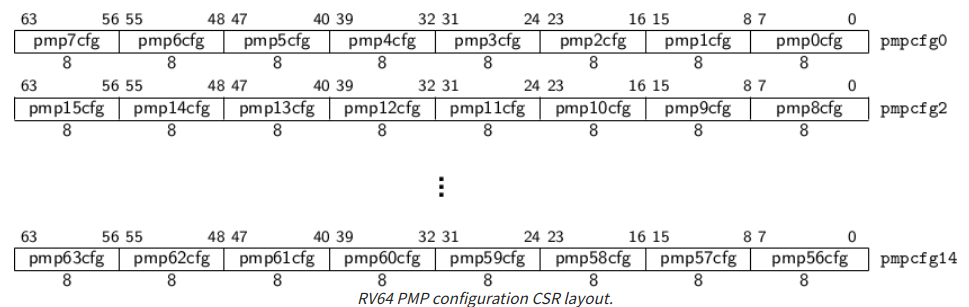 63 56 55 48 47 40 39 32 31 24 23 16 15 8 7 0
pmp7cfg pmp6cfg pmp5cfg pmp4cfg pmp3cfg pmp2cfg pmp1cfg pmp0cfg pmpcfg0
8 8 8 8 8 8 8 8
63 56 55 48 47 40 39 32 31 24 23 16 15 8 7 0
pmp15cfg pmp14cfg pmp13cfg pmp12cfg pmp11cfg pmp10cfg pmp9cfg pmp8cfg pmpcfg2
8 8 8 8 8 8 8 8
⋮
63 56 55 48 47 40 39 32 31 24 23 16 15 8 7 0
pmp63cfg pmp62cfg pmp61cfg pmp60cfg pmp59cfg pmp58cfg pmp57cfg pmp56cfg pmpcfg14
8 8 8 8 8 8 8 8
RV64 PMP configuration CSR layout.